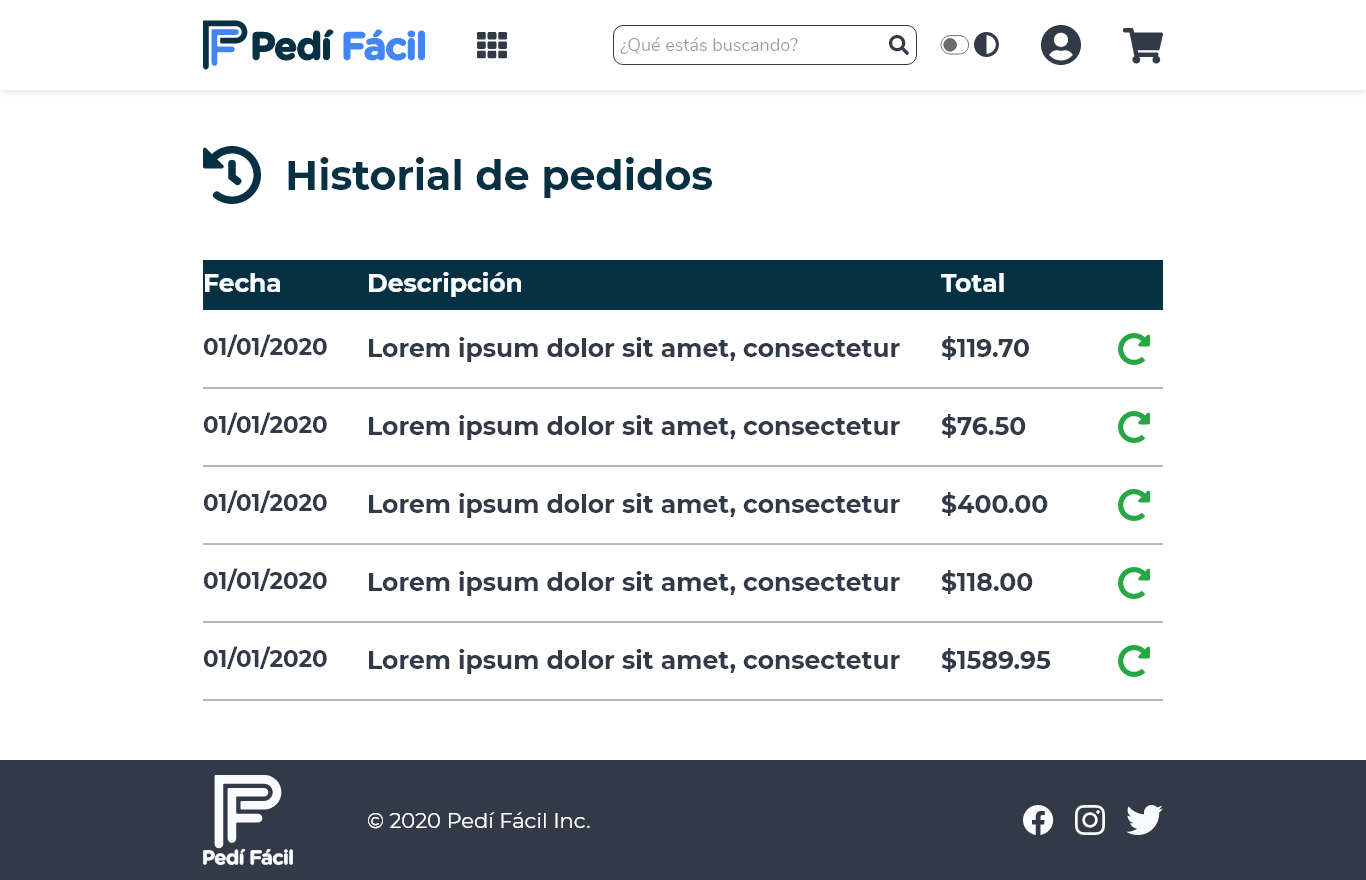 Pedí Fácil
¿Qué estás buscando?
Historial de pedidos
Fecha Descripción Total
01/01/2020 Lorem ipsum dolor sit amet, consectetur $119.70
01/01/2020 Lorem ipsum dolor sit amet, consectetur $76.50
01/01/2020 Lorem ipsum dolor sit amet, consectetur $400.00
01/01/2020 Lorem ipsum dolor sit amet, consectetur $118.00
01/01/2020 Lorem ipsum dolor sit amet, consectetur $1589.95
Pedí Fácil
© 2020 Pedí Fácil Inc.